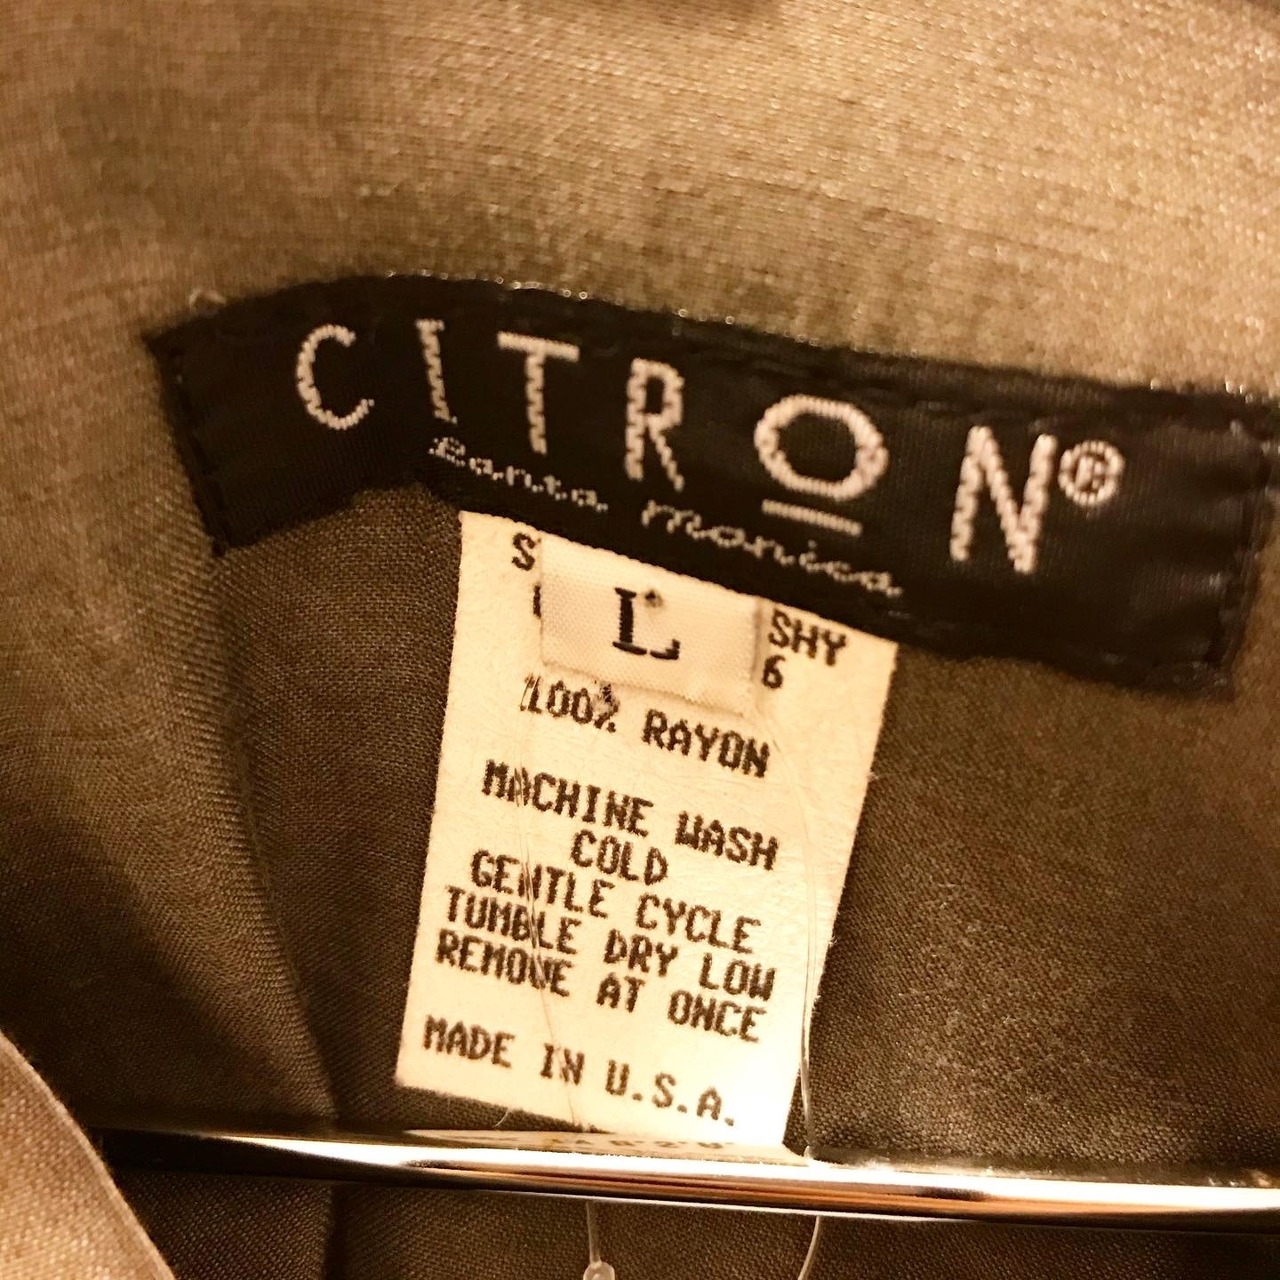 CITRON®
Santa Monica
L
SHY
6
100% RAYON
MACHINE WASH
COLD
GENTLE CYCLE
TUMBLE DRY LOW
REMOVE AT ONCE
MADE IN U.S.A.